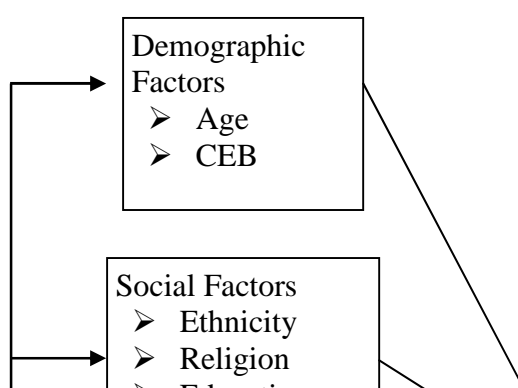 Demographic
Factors
➢ Age
➢ CEB
Social Factors
➢ Ethnicity
➢ Religion